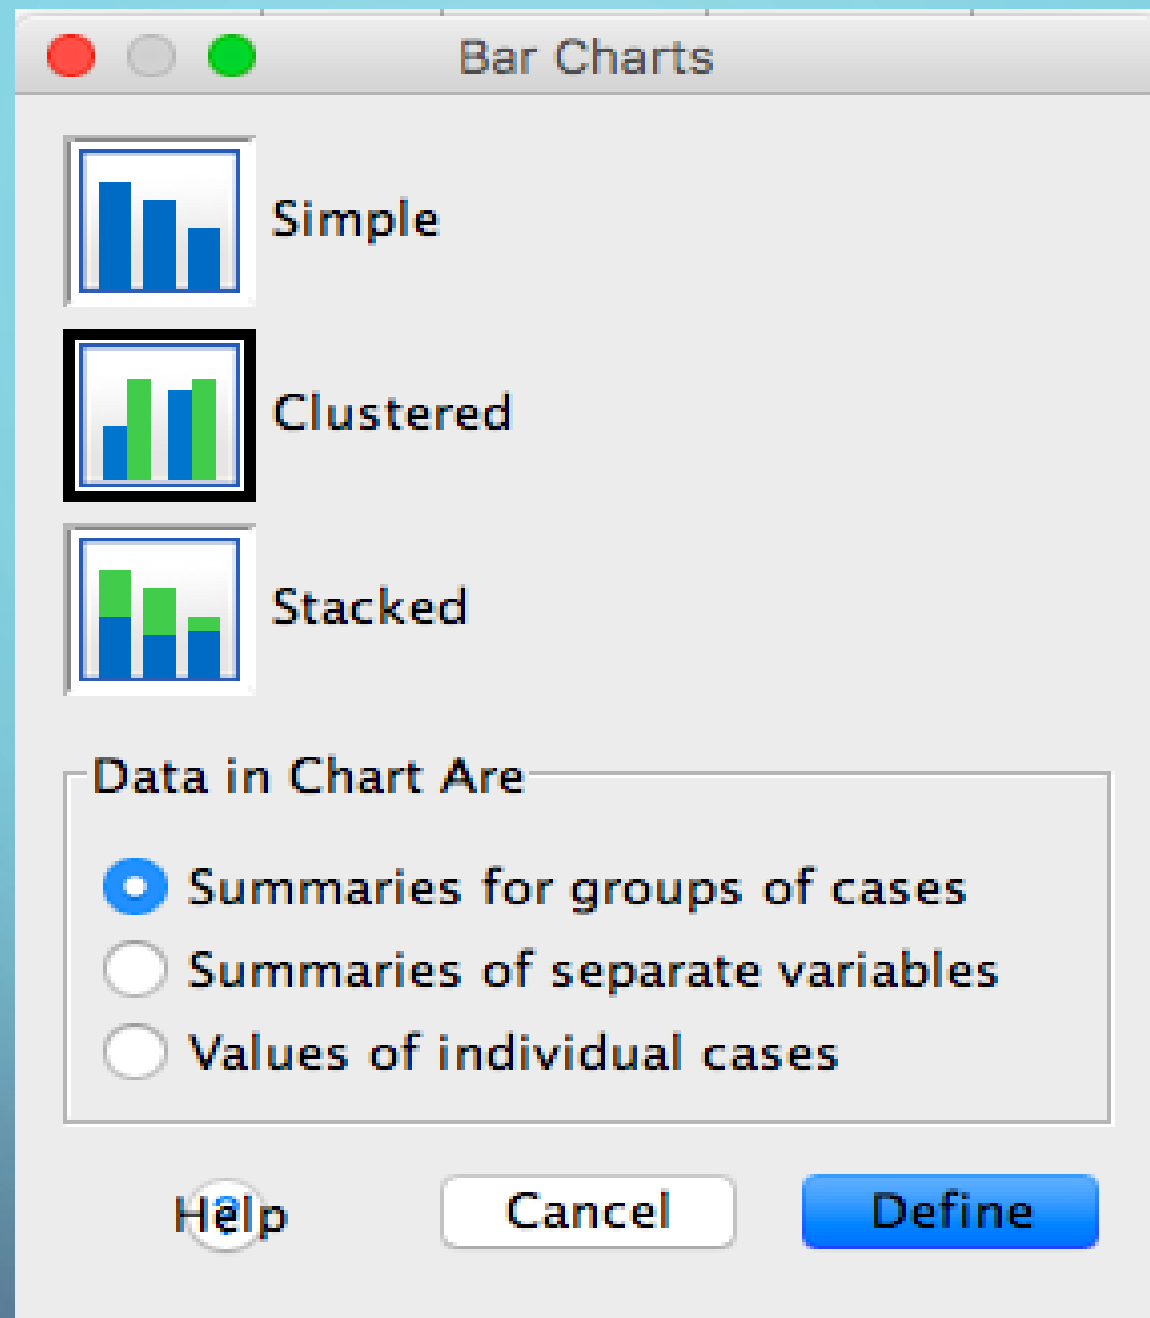 Bar Charts
Simple
Clustered
Stacked
Data in Chart Are
Summaries for groups of cases
Summaries of separate variables
Values of individual cases
Help Cancel Define